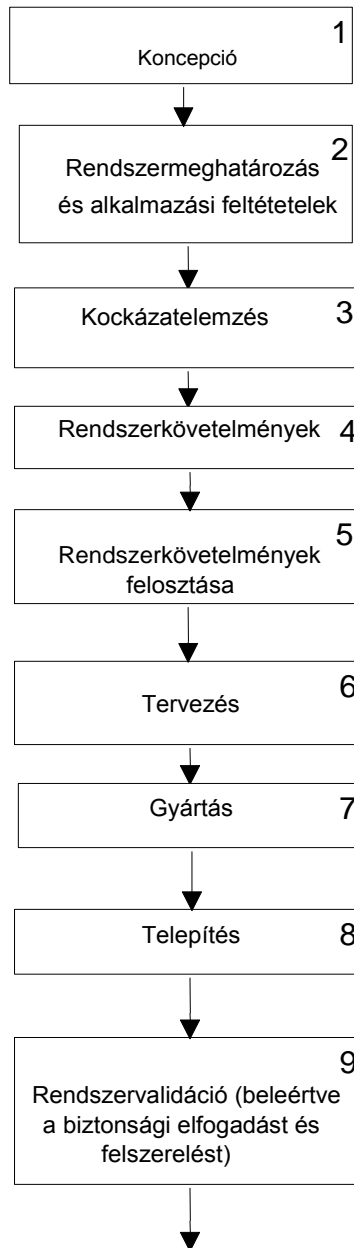 1
Koncepció
2
Rendszermeghatározás
és alkalmazási feltétetelek
3
Kockázatelemzés
Rendszerkövetelmények 4
5
Rendszerkövetelmények
felosztása
6
Tervezés
Gyártás 7
Telepítés 8
9
Rendszervalidáció (beleértve
a biztonsági elfogadást és
felszerelést)